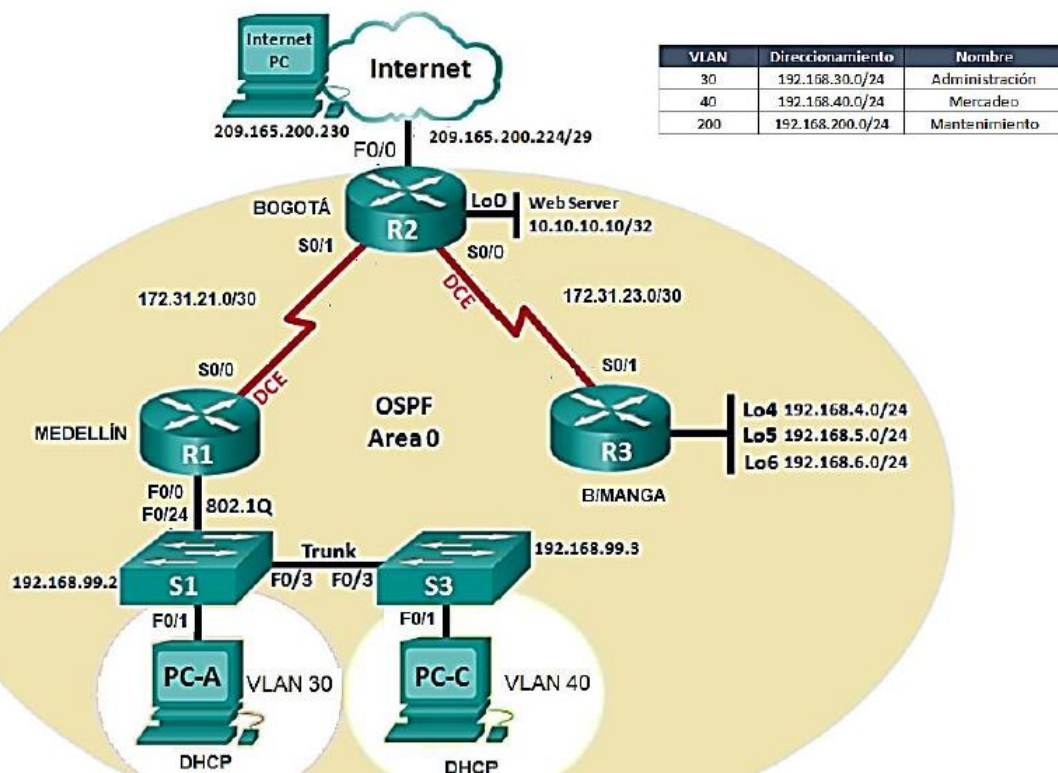 Internet
PC
Internet
209.165.200.230
209.165.200.224/29
F0/0
VLAN Direccionamiento Nombre
30 192.168.30.0/24 Administración
40 192.168.40.0/24 Mercadeo
200 192.168.200.0/24 Mantenimiento
BOGOTÁ
R2
Lo0
Web Server
10.10.10.10/32
S0/1
S0/0
DCE
172.31.21.0/30
172.31.23.0/30
S0/0
DCE
S0/1
OSPF
Area 0
MEDELLÍN
R1
R3
Lo4 192.168.4.0/24
Lo5 192.168.5.0/24
Lo6 192.168.6.0/24
B/MANGA
F0/0
F0/24
802.1Q
Trunk
192.168.99.3
192.168.99.2
S1
F0/3
F0/3
S3
F0/1
F0/1
PC-A
VLAN 30
PC-C
VLAN 40
DHCP
DHCP